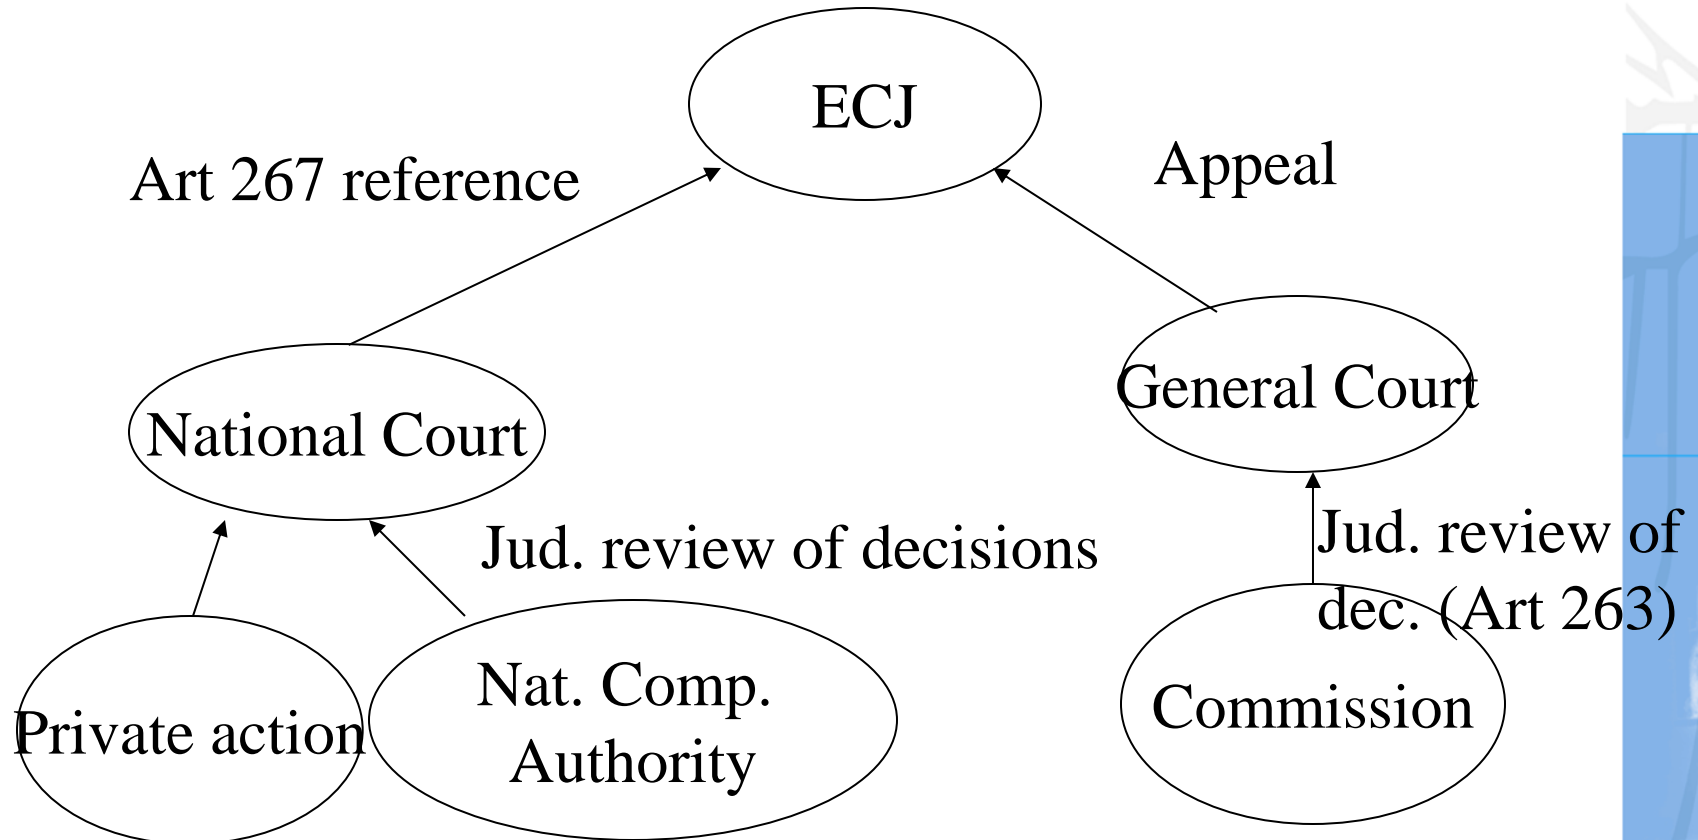 ECJ
Art 267 reference
Appeal
General Court
National Court
Jud. review of decisions
Jud. review of
dec. (Art 263)
Private action
Nat. Comp.
Authority
Commission